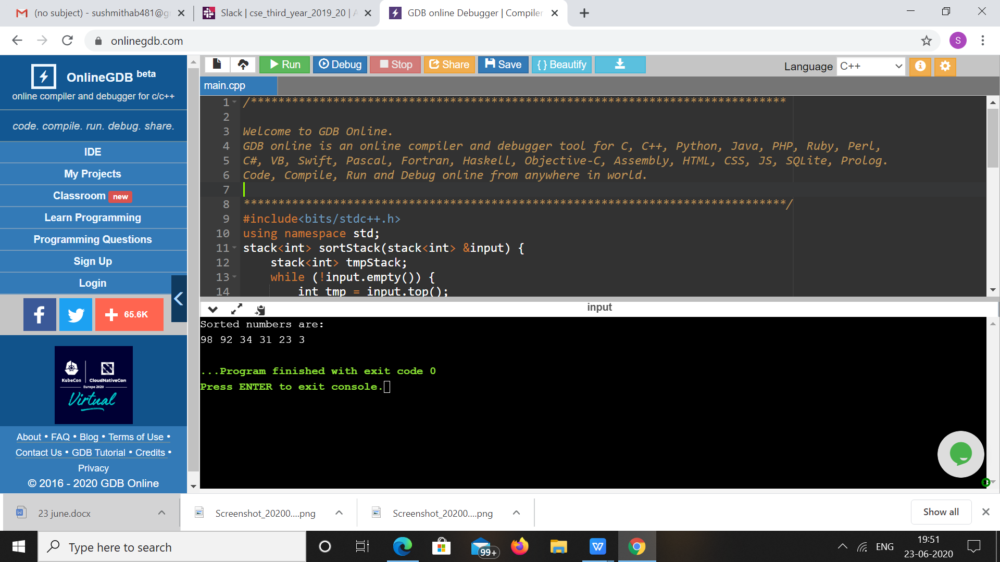 (no subject) - sushmithab481@g
Slack | cse_third_year_2019_20 |
GDB online Debugger | Compiler
onlinegdb.com
S
OnlineGDB beta
online compiler and debugger for c/c++
code. compile. run. debug. share.
IDE
My Projects
Classroom new
Learn Programming
Programming Questions
Sign Up
Login
65.6K
KubeCon | CloudNativeCon
Europe 2020
Virtual
About • FAQ • Blog • Terms of Use •
Contact Us • GDB Tutorial • Credits •
Privacy
© 2016 - 2020 GDB Online
Run Debug Stop Share Save { } Beautify
Language C++
main.cpp
1 /*******************************************************************************
2
3 Welcome to GDB Online.
4 GDB online is an online compiler and debugger tool for C, C++, Python, Java, PHP, Ruby, Perl,
5 C#, VB, Swift, Pascal, Fortran, Haskell, Objective-C, Assembly, HTML, CSS, JS, SQLite, Prolog.
6 Code, Compile, Run and Debug online from anywhere in world.
7
8 *******************************************************************************/
9 #include<bits/stdc++.h>
10 using namespace std;
11 stack<int> sortStack(stack<int> &input) {
12 stack<int> tmpStack;
13 while (!input.empty()) {
14 int tmp = input.top();
input
Sorted numbers are:
98 92 34 31 23 3
...Program finished with exit code 0
Press ENTER to exit console.
23 june.docx
Screenshot_20200....png
Screenshot_20200....png
Show all
Type here to search
99+
ENG
19:51
23-06-2020